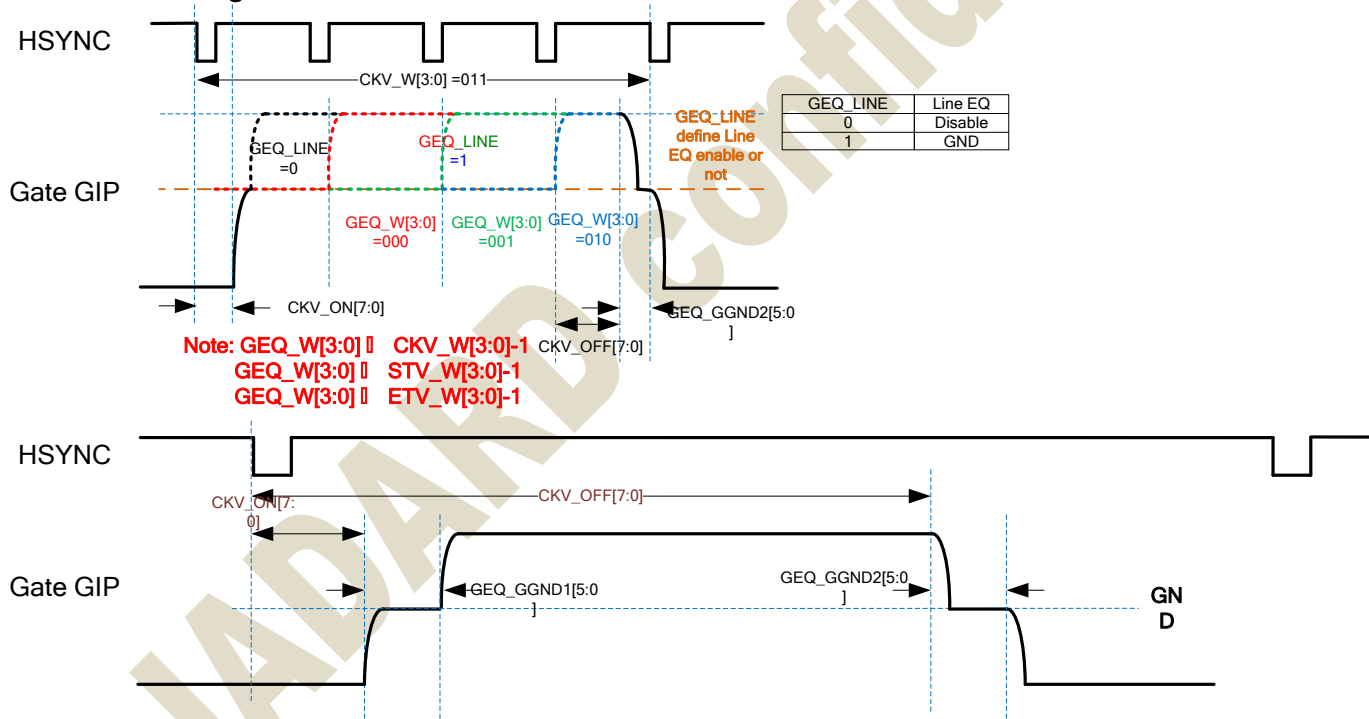 HSYNC
CKV_W[3:0] =011
GEQ_LINE
=0
GEQ_LINE
=1
GEQ_LINE
define Line
EQ enable or
not
GEQ_LINE Line EQ
0 Disable
1 GND
Gate GIP
GEQ_W[3:0]
=000
GEQ_W[3:0]
=001
GEQ_W[3:0]
=010
CKV_ON[7:0]
GEQ_GGND2[5:0
]
CKV_OFF[7:0]
Note: GEQ_W[3:0] CKV_W[3:0]-1
GEQ_W[3:0] STV_W[3:0]-1
GEQ_W[3:0] ETV_W[3:0]-1
HSYNC
CKV_ON[7:
0]
CKV_OFF[7:0]
Gate GIP
GEQ_GGND1[5:0
]
GEQ_GGND2[5:0
]
GN
D
JADARD